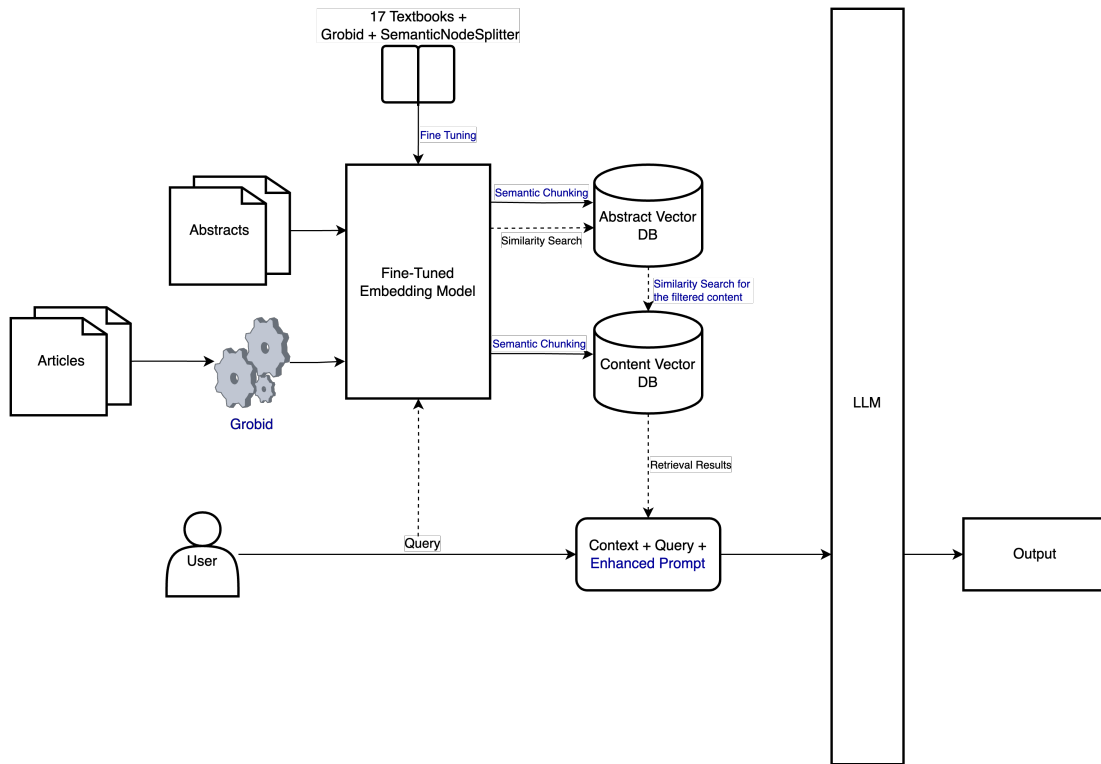 17 Textbooks +
Grobid + SemanticNodeSplitter
Fine Tuning
Abstracts
Semantic Chunking
Abstract Vector
DB
Similarity Search
Fine-Tuned
Embedding Model
Similarity Search for
the filtered content
Articles
Grobid
Semantic Chunking
Content Vector
DB
LLM
Retrieval Results
User
Query
Context + Query +
Enhanced Prompt
Output